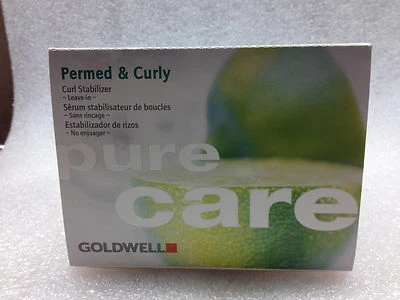 Permed & Curly
Curl Stabilizer
– Leave-in –
Sérum stabilisateur de boucles
– Sans rinçage –
Estabilizador de rizos
– No enjuagar –
pure
care
GOLDWELL